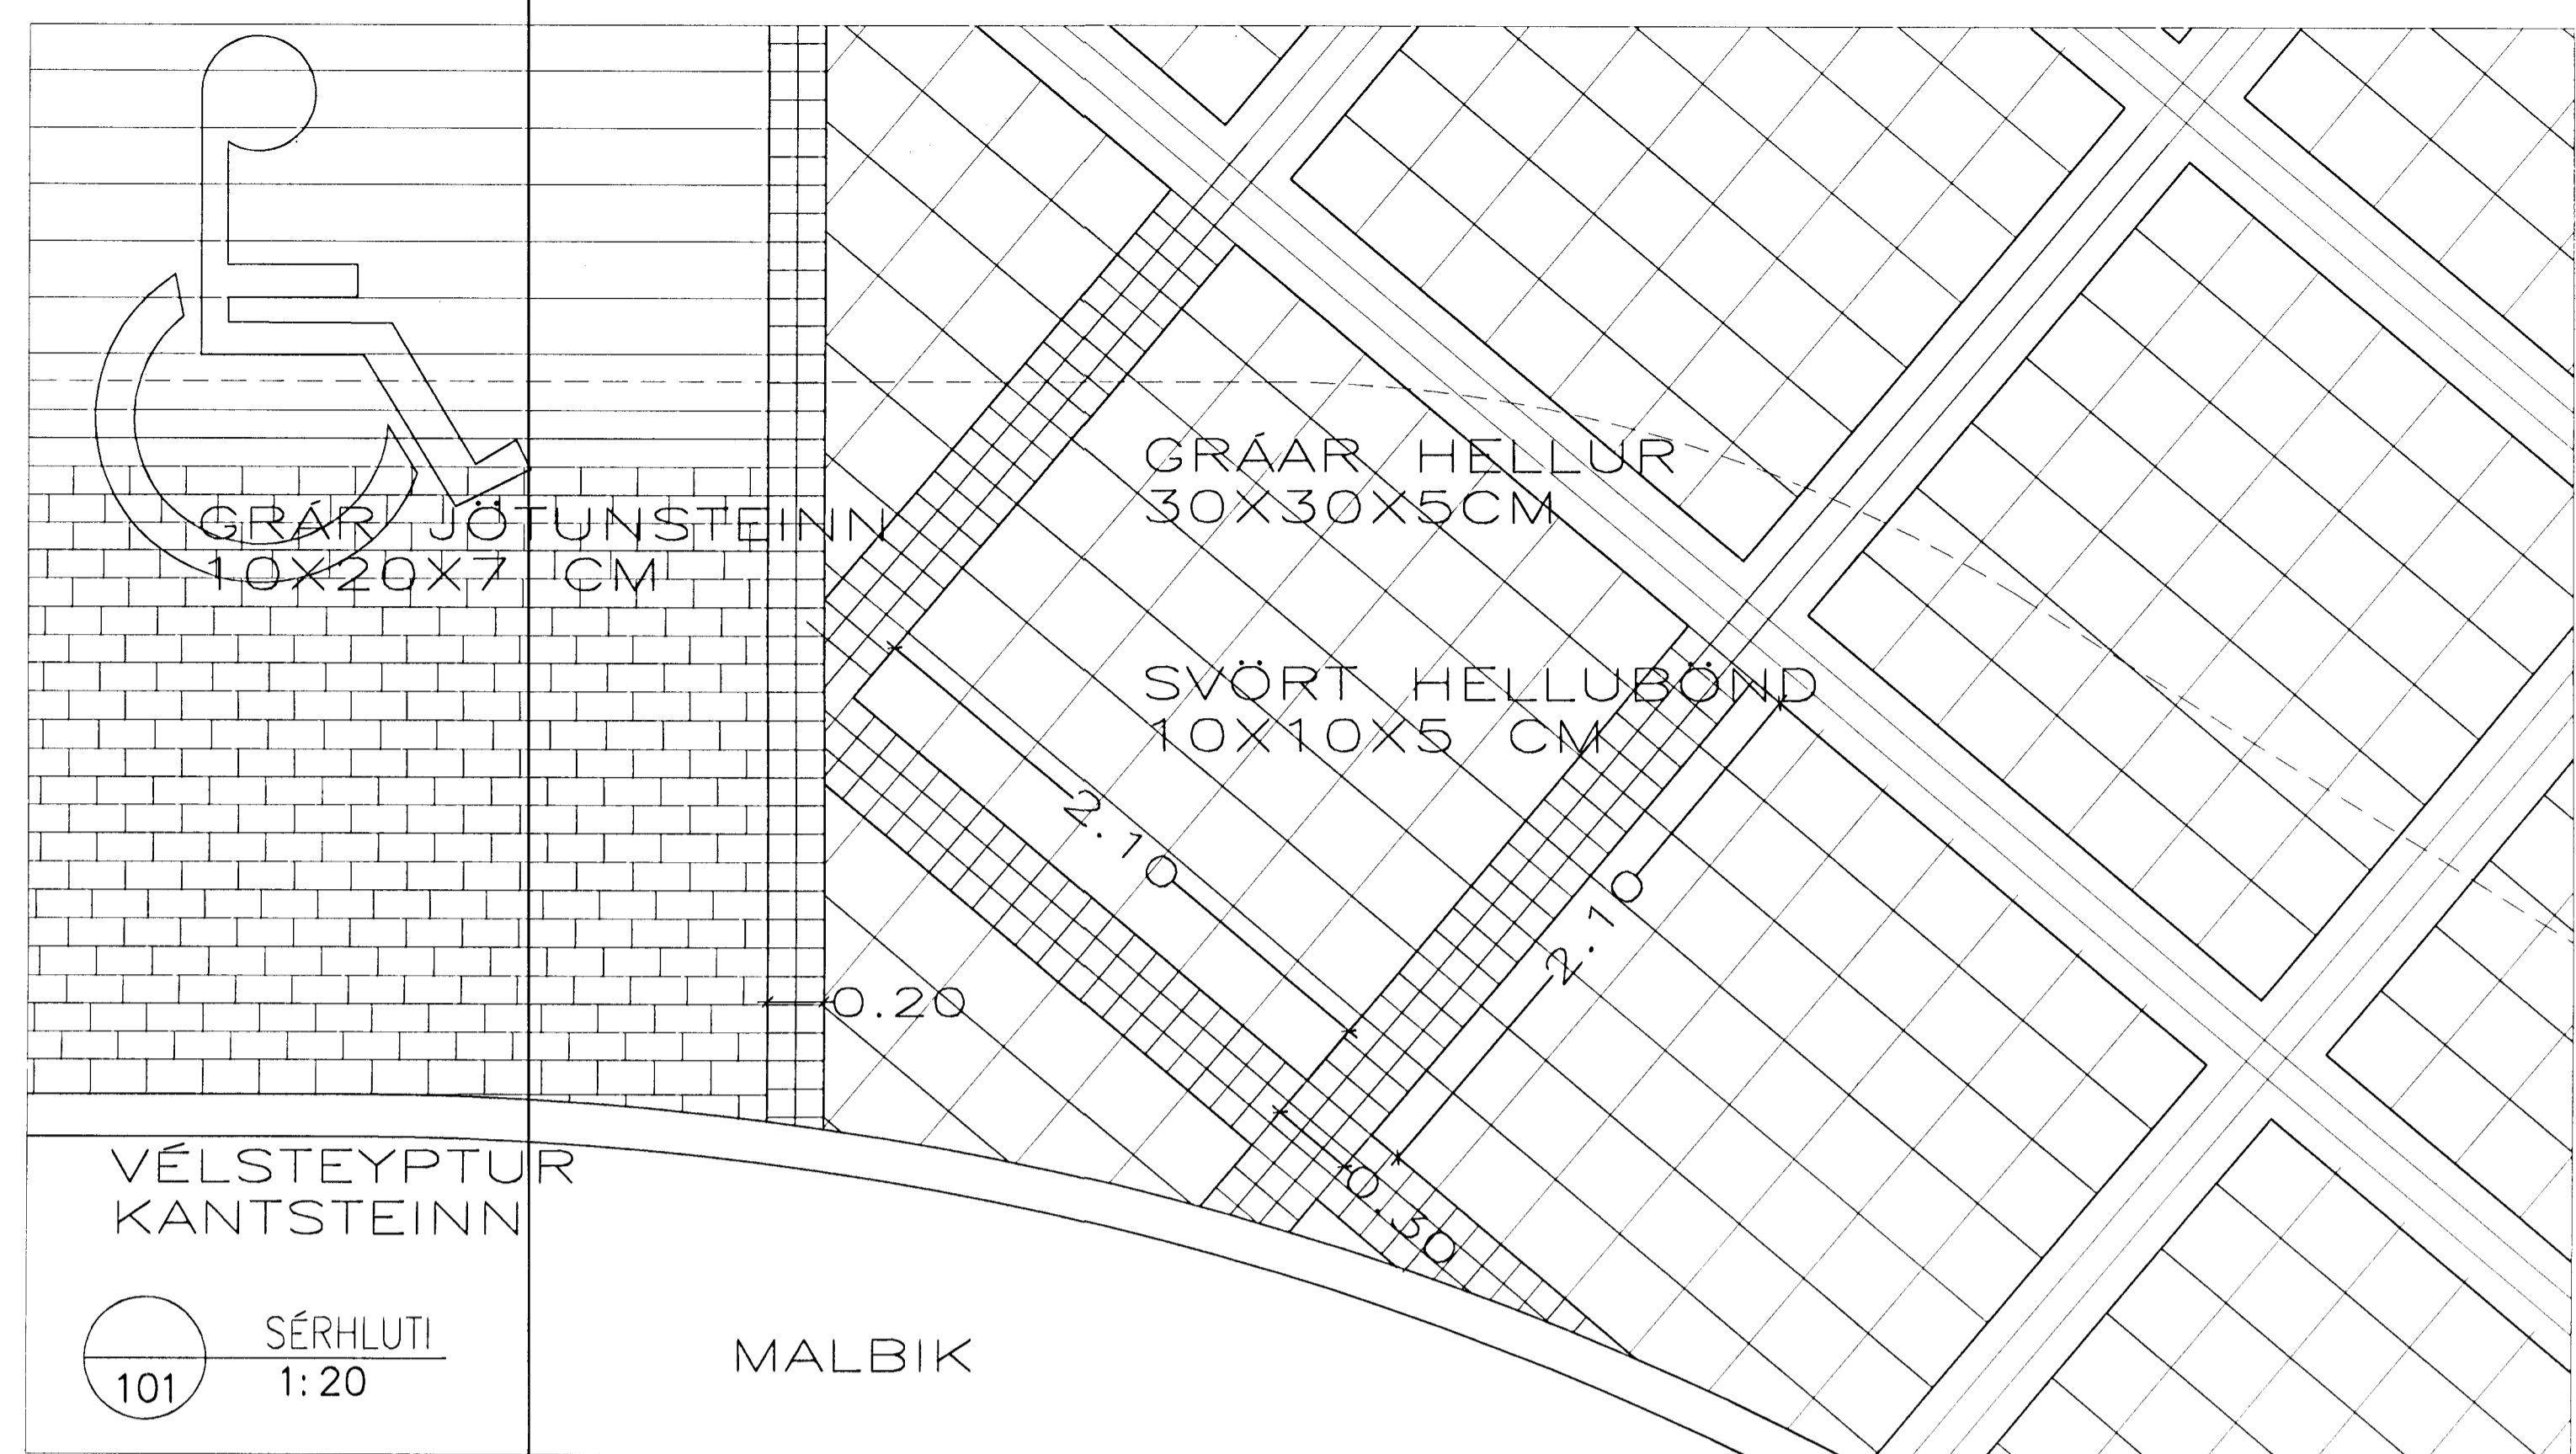 GRÁAR HELLUR
30X30X5CM
GRÁR JÖTUNSTEINN
10X20X7 CM
SVÖRT HELLUBÖND
10X10X5 CM
2.10
2.10
0.20
0.30
VÉLSTEYPTUR
KANTSTEINN
SÉRHLUTI
101
1:20
MALBIK